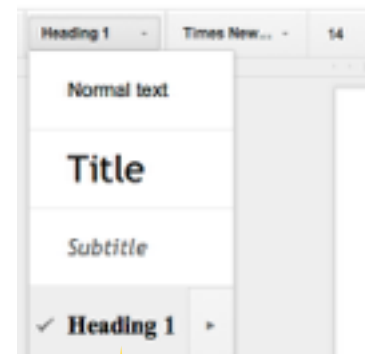 Heading 1 Times New... 14
Normal text
Title
Subtitle
Heading 1